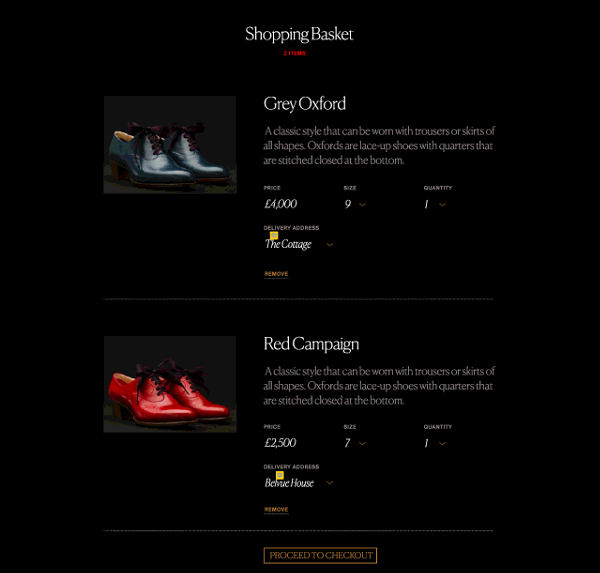 Shopping Basket
2 ITEMS
Grey Oxford
A classic style that can be worn with trousers or skirts of
all shapes. Oxfords are lace-up shoes with quarters that
are stitched closed at the bottom.
PRICE SIZE QUANTITY
£4,000 9 1
DELIVERY ADDRESS
The Cottage
REMOVE
Red Campaign
A classic style that can be worn with trousers or skirts of
all shapes. Oxfords are lace-up shoes with quarters that
are stitched closed at the bottom.
PRICE SIZE QUANTITY
£2,500 7 1
DELIVERY ADDRESS
Belvue House
REMOVE
PROCEED TO CHECKOUT